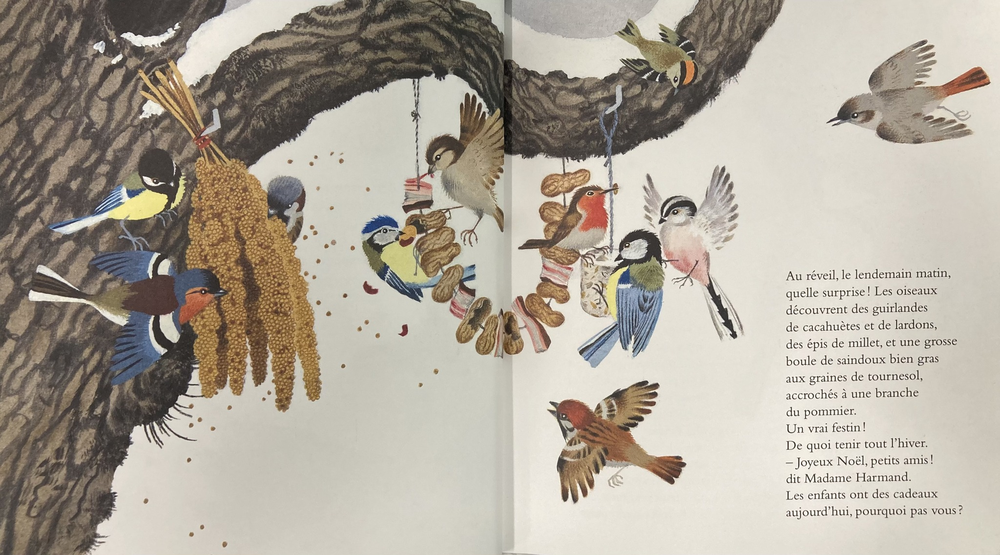 Au réveil, le lendemain matin,
quelle surprise ! Les oiseaux
découvrent des guirlandes
de cacahuètes et de lardons,
des épis de millet, et une grosse
boule de saindoux bien gras
aux graines de tournesol,
accrochés à une branche
du pommier.
Un vrai festin !
De quoi tenir tout l’hiver.
– Joyeux Noël, petits amis !
dit Madame Harmand.
Les enfants ont des cadeaux
aujourd’hui, pourquoi pas vous ?